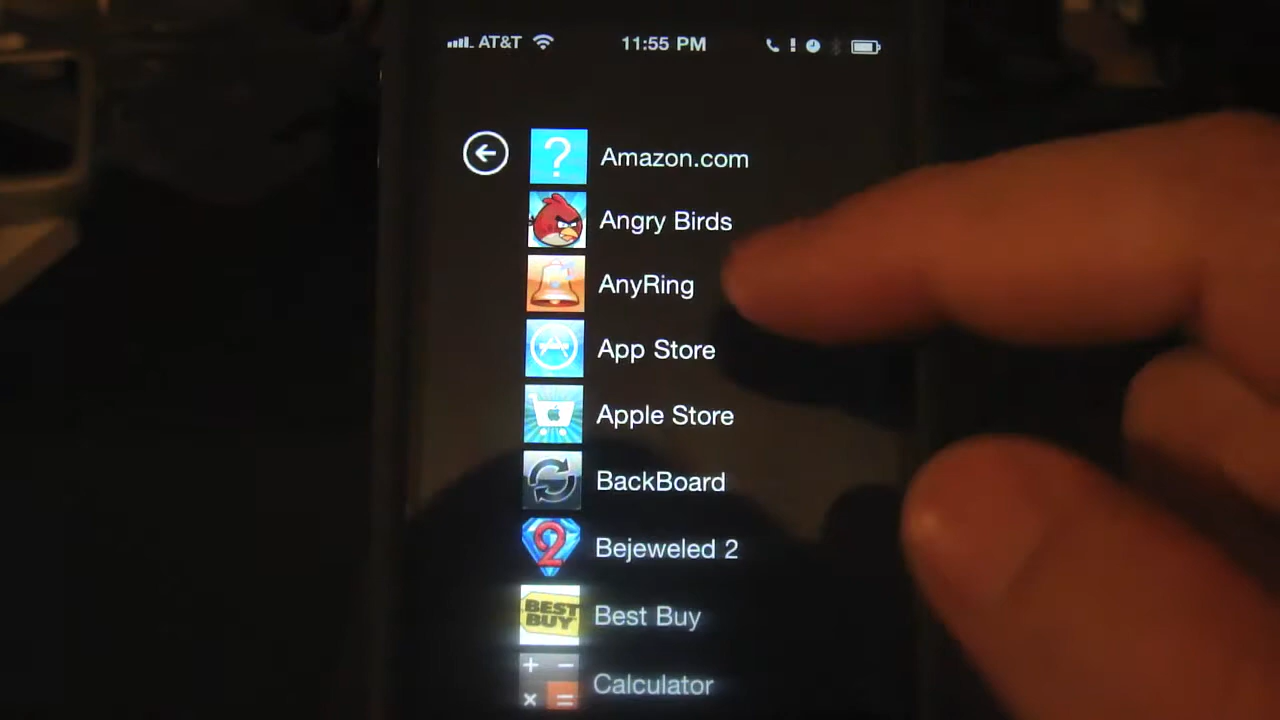 AT&T 11:55 PM
? Amazon.com
Angry Birds
AnyRing
App Store
Apple Store
BackBoard
2 Bejeweled 2
BEST BUY Best Buy
+ − × = Calculator